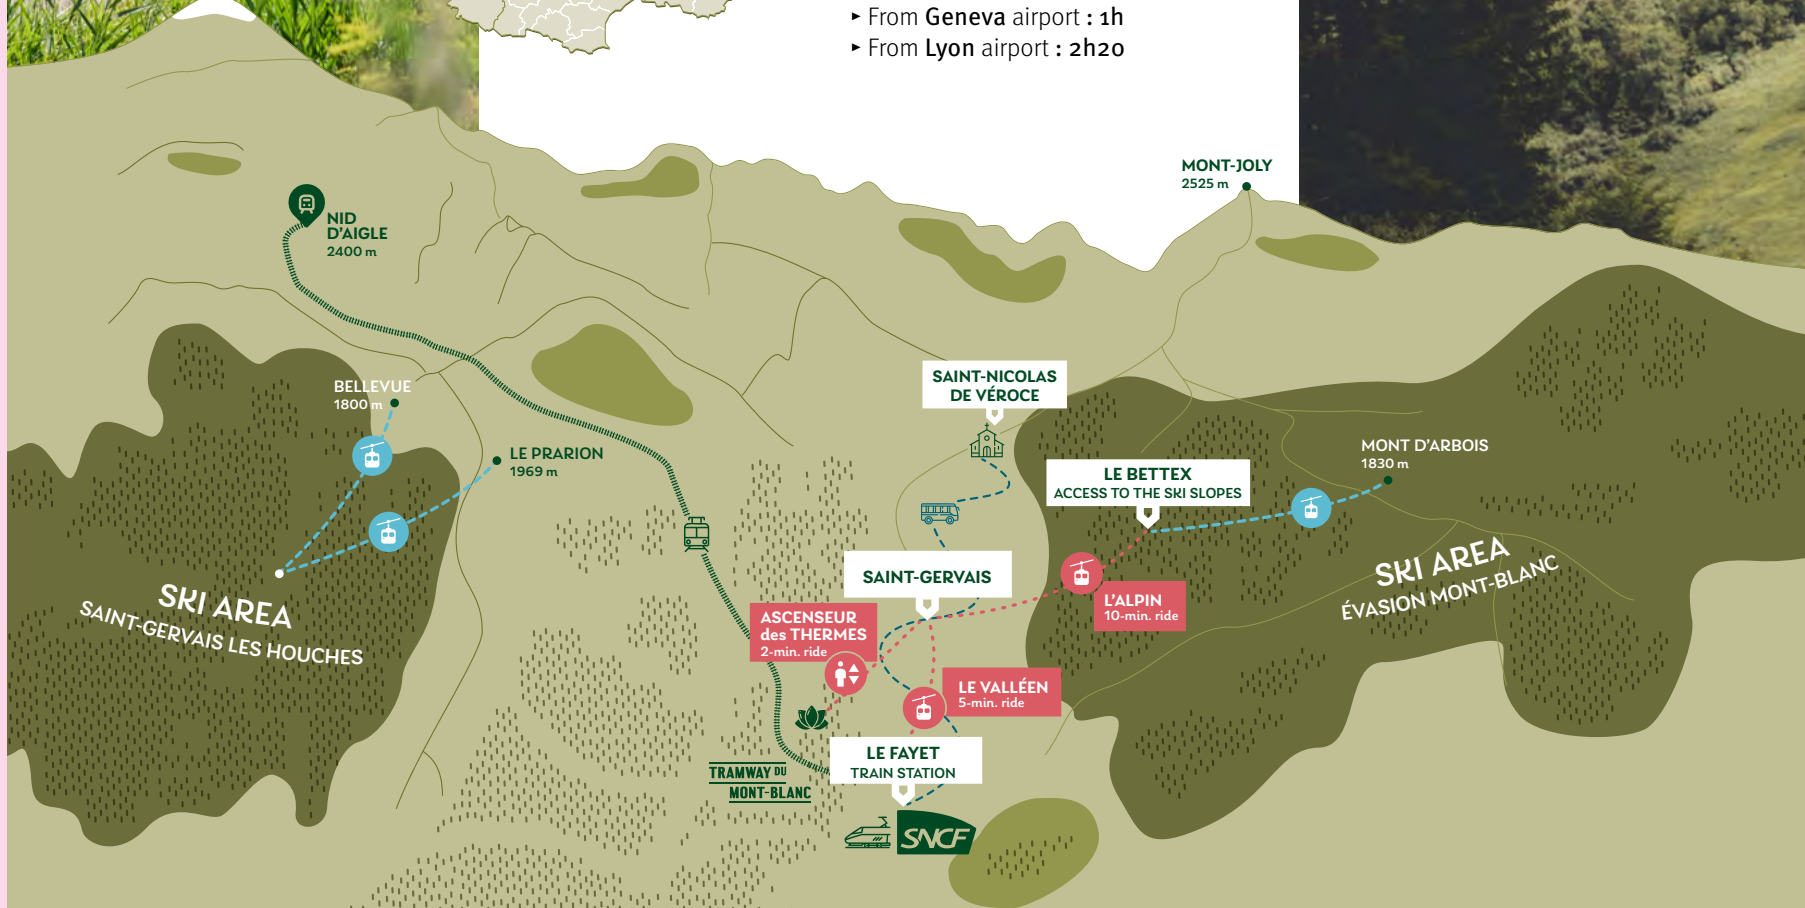 ▸ From Geneva airport : 1h
▸ From Lyon airport : 2h20
MONT-JOLY
2525 m
NID
D'AIGLE
2400 m
SAINT-NICOLAS
DE VÉROCE
BELLEVUE
1800 m
LE PRARION
1969 m
MONT D'ARBOIS
1830 m
LE BETTEX
ACCESS TO THE SKI SLOPES
SAINT-GERVAIS
SKI AREA
SAINT-GERVAIS LES HOUCHES
SKI AREA
ÉVASION MONT-BLANC
L'ALPIN
10-min. ride
ASCENSEUR
des THERMES
2-min. ride
LE VALLÉEN
5-min. ride
LE FAYET
TRAIN STATION
TRAMWAY DU
MONT-BLANC
SNCF